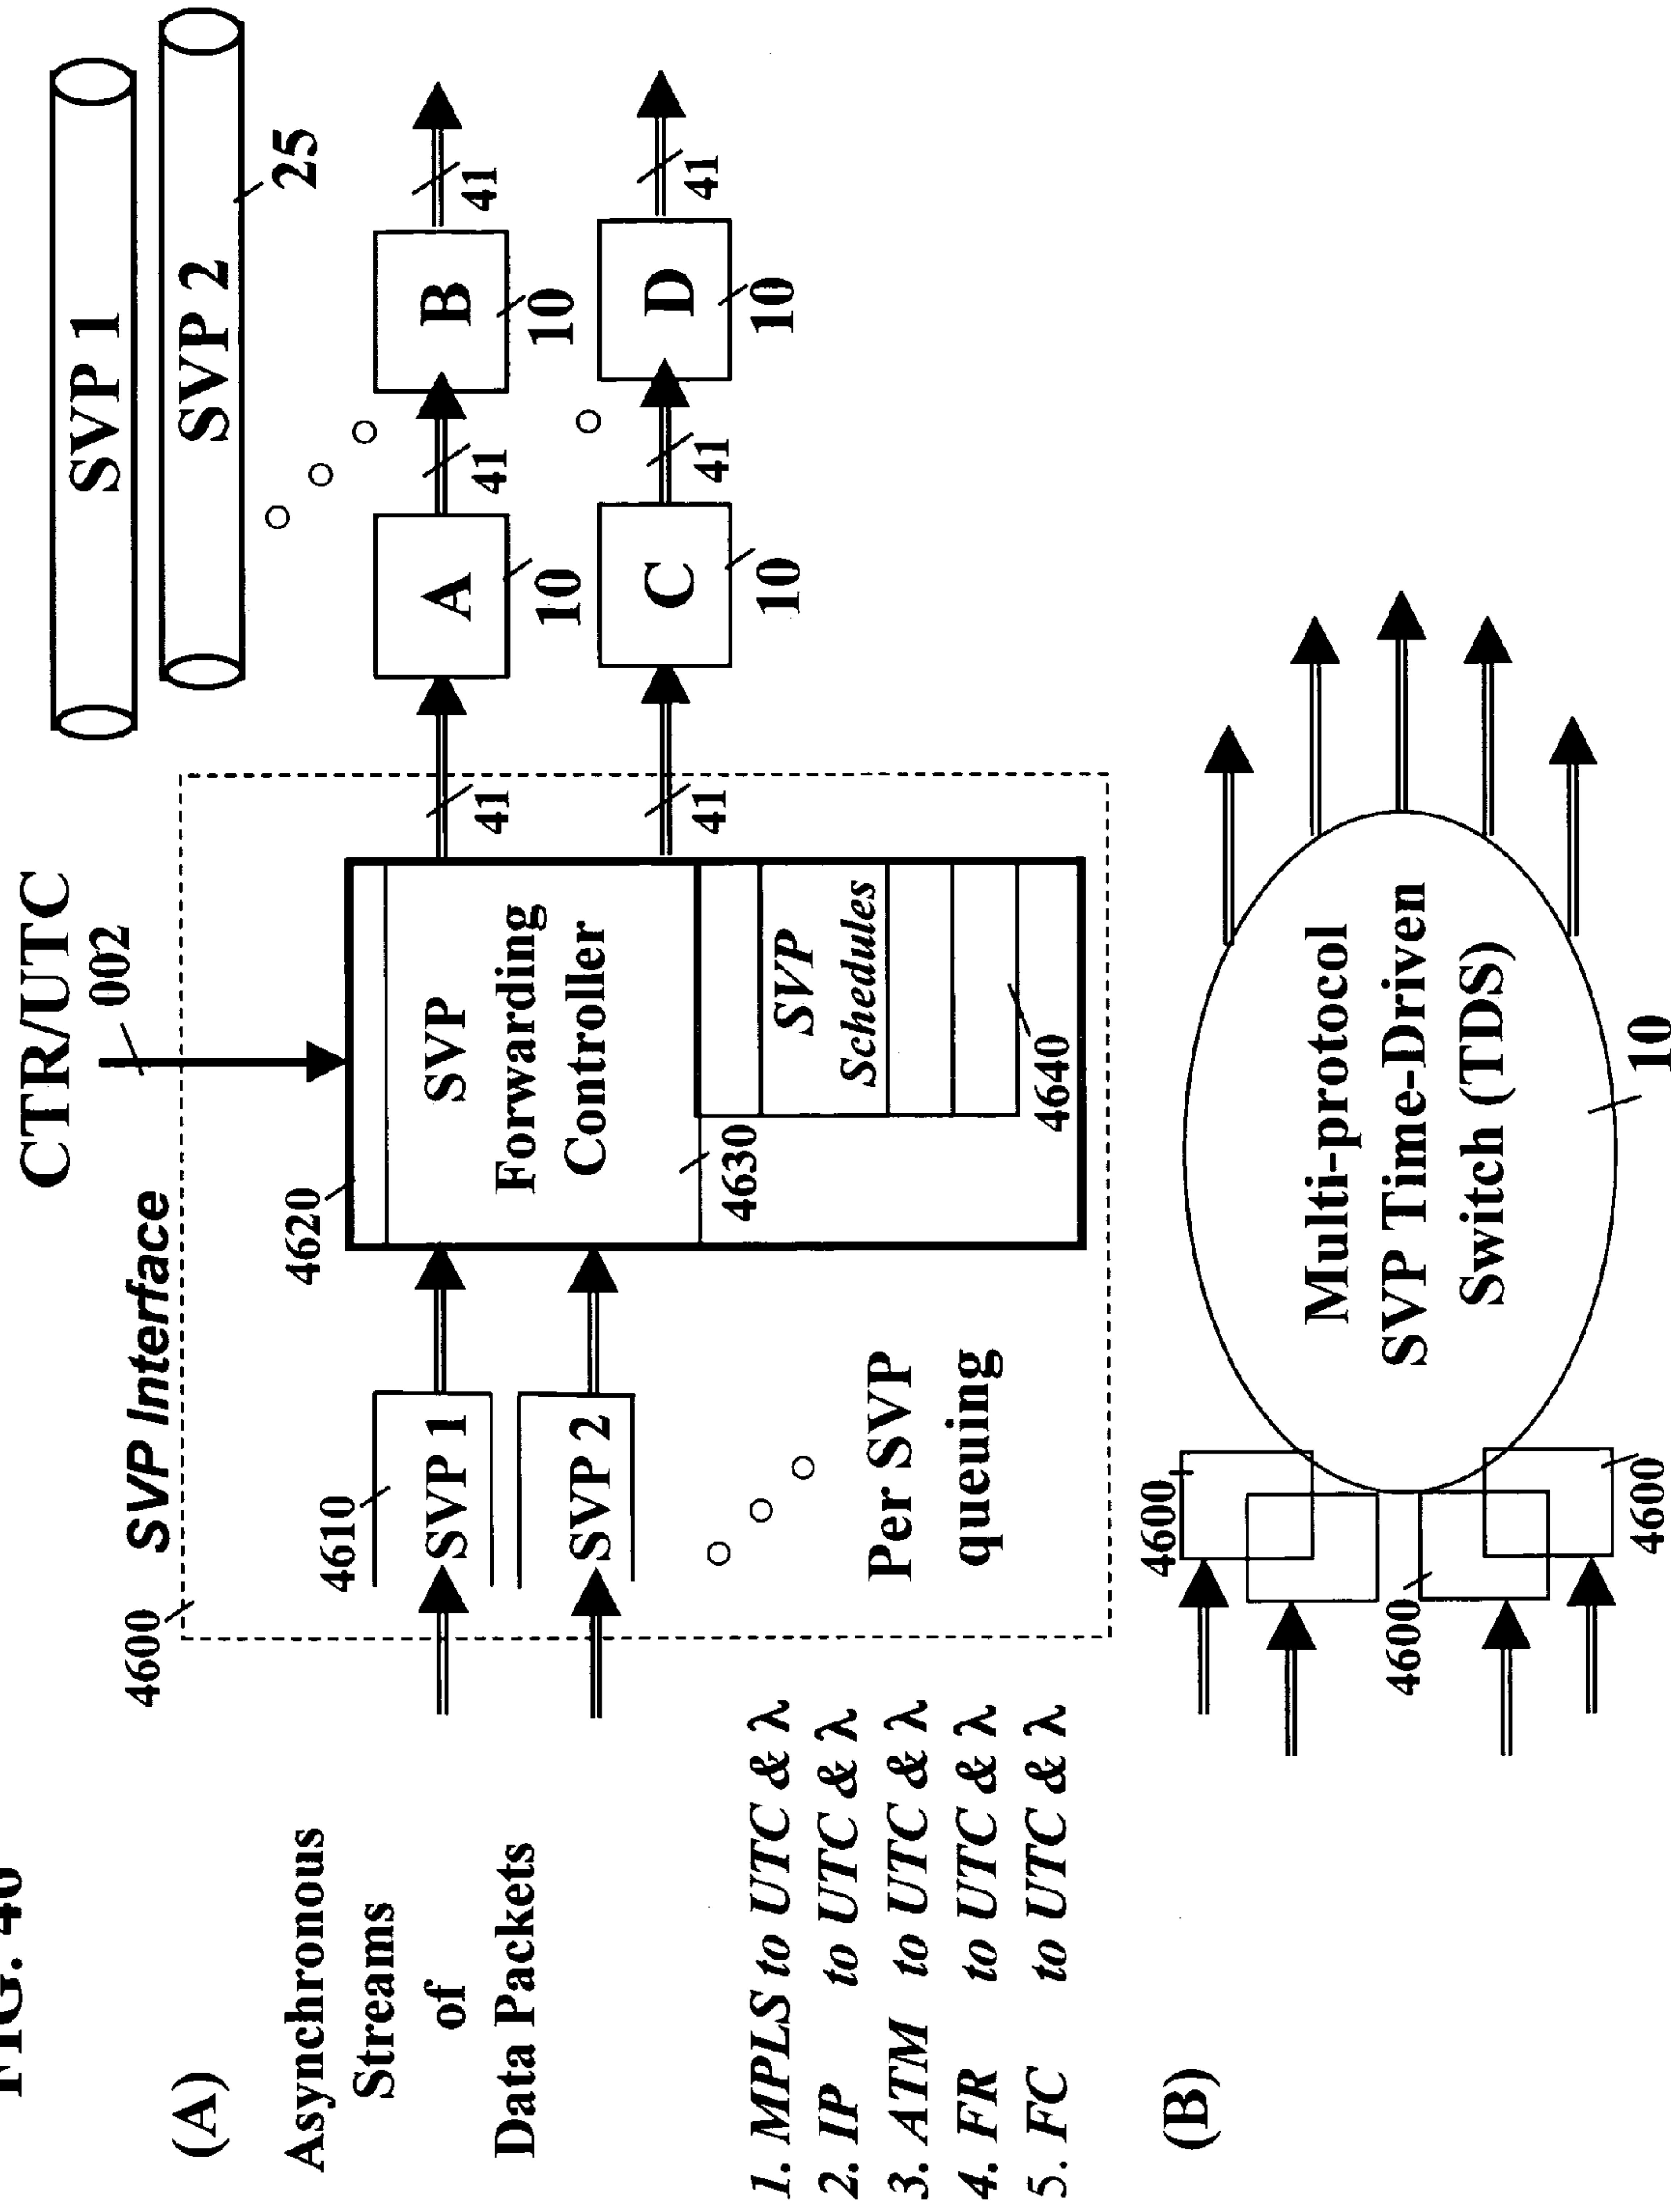 FIG. 46
(A)
CTR/UTC
002
SVP 1
SVP 2
25
4600
SVP Interface
Asynchronous
Streams
of
Data Packets
4610
SVP 1
SVP 2
Per SVP
queuing
4620
SVP
Forwarding
Controller
4630
SVP
Schedules
4640
41
A
10
41
B
10
41
41
C
10
41
D
10
41
1. MPLS to UTC & λ
2. IP to UTC & λ
3. ATM to UTC & λ
4. FR to UTC & λ
5. FC to UTC & λ
(B)
4600
4600
4600
Multi-protocol
SVP Time-Driven
Switch (TDS)
10